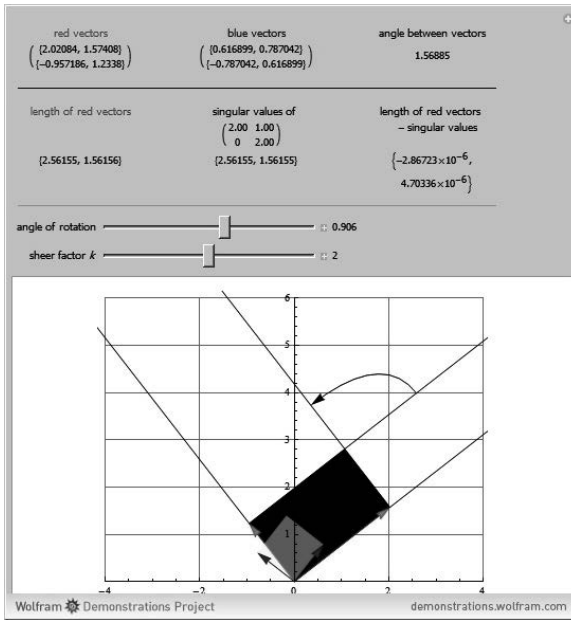 red vectors blue vectors angle between vectors
{2.02084, 1.57408} {0.616899, 0.787042} 1.56885
{-0.957186, 1.2338} {-0.787042, 0.616899}
length of red vectors singular values of length of red vectors
2.00 1.00 – singular values
0 2.00
{2.56155, 1.56156} {2.56155, 1.56155} {-2.86723×10^-6,
4.70336×10^-6}
angle of rotation 0.906
sheer factor k 2
6
5
4
3
2
1
-4 -2 0 2 4
Wolfram Demonstrations Project demonstrations.wolfram.com